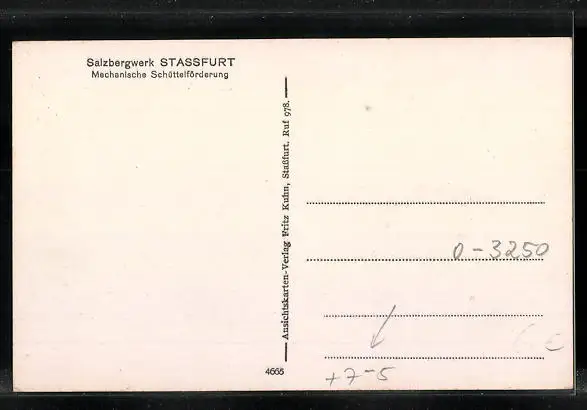 Salzbergwerk STASSFURT
Mechanische Schüttelförderung
Ansichtskarten-Verlag Fritz Kuhn, Staßfurt. Ruf 978.
4665
0-3250
+7-5